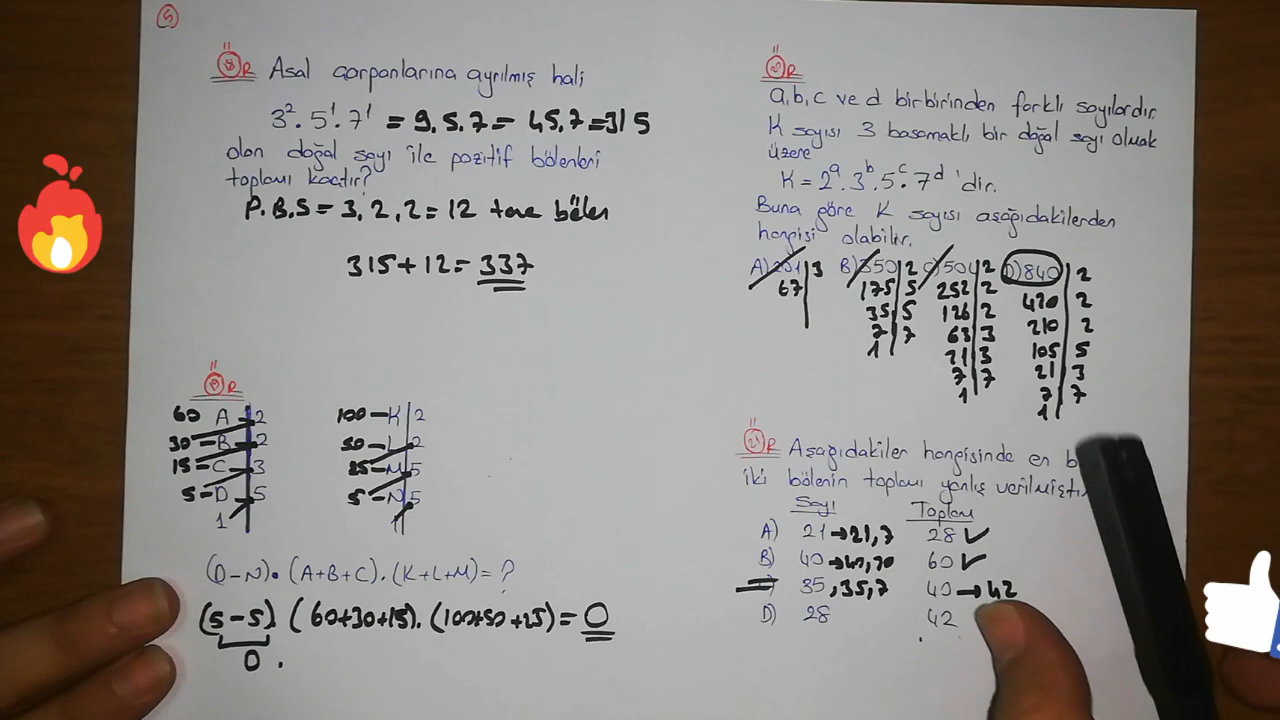 5
18 R Asal çarpanlarına ayrılmış hali
3². 5¹. 7¹ = 9.5.7 = 45.7 = 315
olan doğal sayı ile pozitif bölenleri
toplamı kaçtır?
P.B.S = 3, 2, 2 = 12 tane bölen
315 + 12 = 337
19 R
60 A 2
30 - B 2
15 - C 3
5 - D 5
1
100 - K 2
50 - L 2
25 - M 5
5 - N 5
1
(D-N).(A+B+C).(K+L+M) = ?
(5-5).(60+30+15).(100+50+25) = 0
0 .
20 R
a, b, c ve d birbirinden farklı sayılardır.
K sayısı 3 basamaklı bir doğal sayı olmak
üzere
K = 2ᵃ. 3ᵇ. 5ᶜ. 7ᵈ 'dir.
Buna göre K sayısı aşağıdakilerden
hangisi olabilir.
A) 201 3
67
B) 350 2
175 5
35 5
7 7
1
C) 504 2
252 2
126 2
63 3
21 3
7 7
1
D) 840 2
420 2
210 2
105 5
21 3
7 7
1
21 R Aşağıdakiler hangisinde en b
iki bölenin toplamı yanlış verilmişti
Sayı Toplam
A) 21 → 21, 7 28 ✓
B) 40 → 40, 20 60 ✓
35, 35, 7 40 → 42
D) 28 42